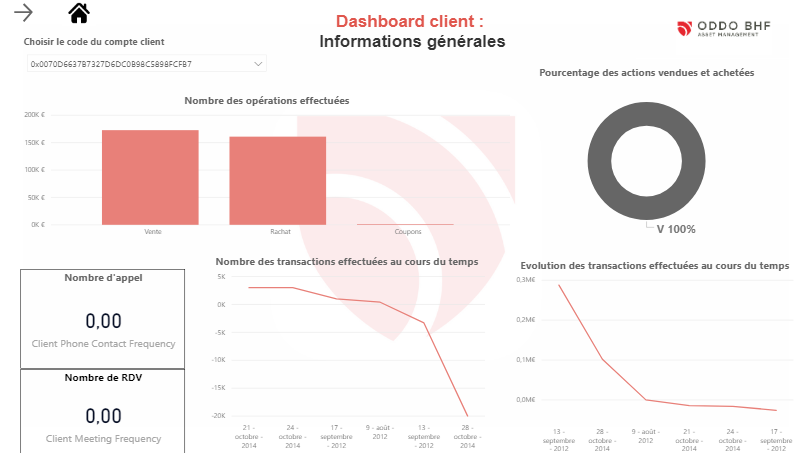 Dashboard client :
Informations générales
ODDO BHF
ASSET MANAGEMENT
Choisir le code du compte client
0x0070D6637B7327D6DC0B98C5898FCFB7
Nombre des opérations effectuées
200K €
150K €
100K €
50K €
0K €
Vente
Rachat
Coupons
Pourcentage des actions vendues et achetées
V 100%
Nombre d'appel
0,00
Client Phone Contact Frequency
Nombre de RDV
0,00
Client Meeting Frequency
Nombre des transactions effectuées au cours du temps
5K
0K
-5K
-10K
-15K
-20K
21 -
octobre -
2014
24 -
octobre -
2014
17 -
septembre
- 2012
9 - août -
2012
13 -
septembre
- 2012
28 -
octobre -
2014
Evolution des transactions effectuées au cours du temps
0,3M€
0,2M€
0,1M€
0,0M€
13 -
septembre
- 2012
28 -
octobre -
2014
9 - août -
2012
21 -
octobre -
2014
24 -
octobre -
2014
17 -
septembre
- 2012